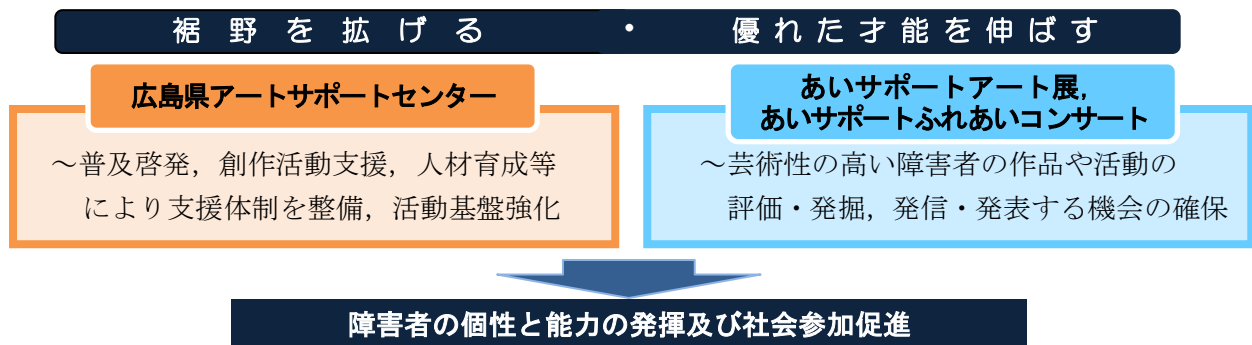 裾野を拡げる ・ 優れた才能を伸ばす
広島県アートサポートセンター
～普及啓発，創作活動支援，人材育成等
により支援体制を整備，活動基盤強化
あいサポートアート展，
あいサポートふれあいコンサート
～芸術性の高い障害者の作品や活動の
評価・発掘，発信・発表する機会の確保
障害者の個性と能力の発揮及び社会参加促進